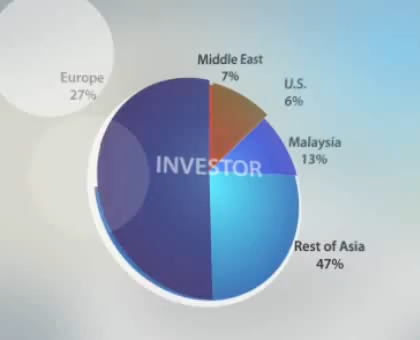 Middle East
7%
Europe
27%
U.S.
6%
Malaysia
13%
INVESTOR
Rest of Asia
47%